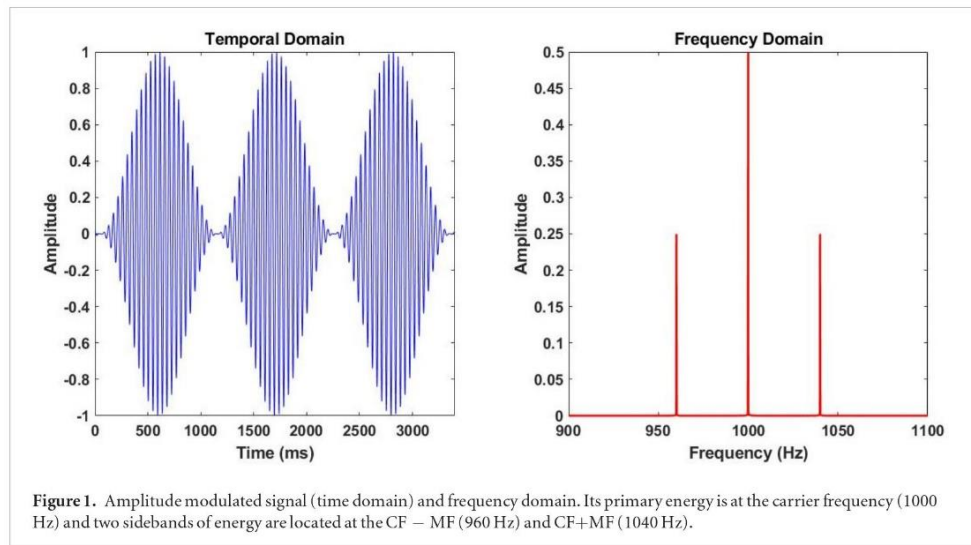 Temporal Domain
1
0.8
0.6
0.4
0.2
0
-0.2
-0.4
-0.6
-0.8
-1
Amplitude
0 500 1000 1500 2000 2500 3000
Time (ms)
Frequency Domain
0.5
0.45
0.4
0.35
0.3
0.25
0.2
0.15
0.1
0.05
0
Amplitude
900 950 1000 1050 1100
Frequency (Hz)
Figure 1. Amplitude modulated signal (time domain) and frequency domain. Its primary energy is at the carrier frequency (1000
Hz) and two sidebands of energy are located at the CF − MF (960 Hz) and CF+MF (1040 Hz).